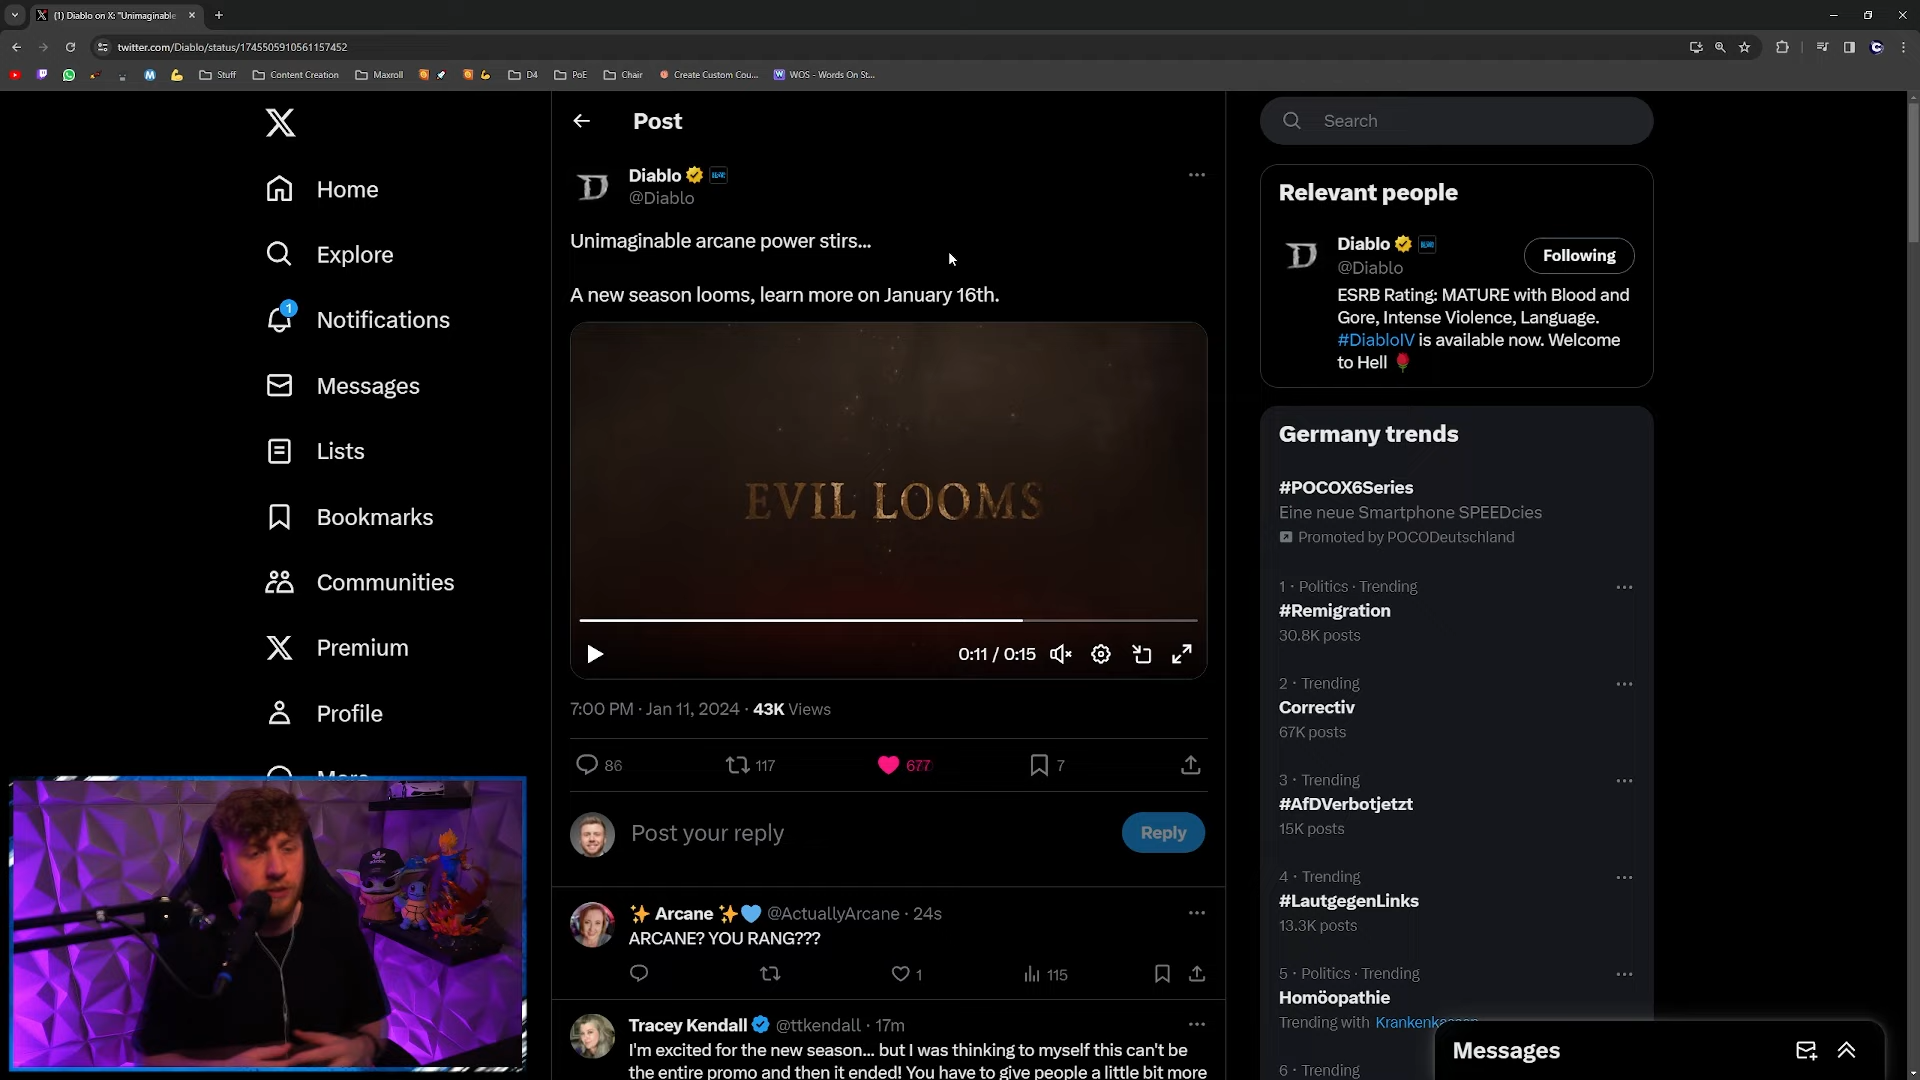 (1) Diablo on X: "Unimaginable
twitter.com/Diablo/status/1745505910561157452
Stuff
Content Creation
Maxroll
D4
PoE
Chair
Create Custom Cou...
WOS - Words On St...
X
Home
Explore
1
Notifications
Messages
Lists
Bookmarks
Communities
Premium
Profile
More
Post
Diablo
@Diablo
Unimaginable arcane power stirs...
A new season looms, learn more on January 16th.
EVIL LOOMS
0:11 / 0:15
7:00 PM · Jan 11, 2024 · 43K Views
86
117
677
7
Post your reply
Reply
Arcane @ActuallyArcane · 24s
ARCANE? YOU RANG???
1
115
Tracey Kendall @ttkendall · 17m
I'm excited for the new season... but I was thinking to myself this can't be
the entire promo and then it ended! You have to give people a little bit more
Search
Relevant people
Diablo
@Diablo
Following
ESRB Rating: MATURE with Blood and
Gore, Intense Violence, Language.
#DiabloIV is available now. Welcome
to Hell
Germany trends
#POCOX6Series
Eine neue Smartphone SPEEDcies
Promoted by POCODeutschland
1 · Politics · Trending
#Remigration
30.8K posts
2 · Trending
Correctiv
67K posts
3 · Trending
#AfDVerbotjetzt
15K posts
4 · Trending
#LautgegenLinks
13.3K posts
5 · Politics · Trending
Homöopathie
Trending with
6 · Trending
Messages